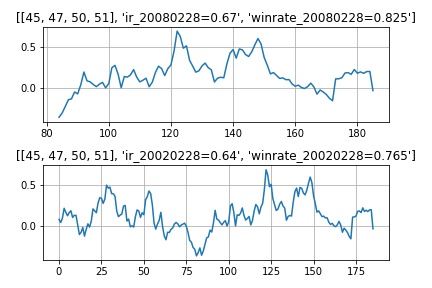 [[45, 47, 50, 51], 'ir_20080228=0.67', 'winrate_20080228=0.825']
0.5
0.0
80 100 120 140 160 180
[[45, 47, 50, 51], 'ir_20020228=0.64', 'winrate_20020228=0.765']
0.5
0.0
0 25 50 75 100 125 150 175